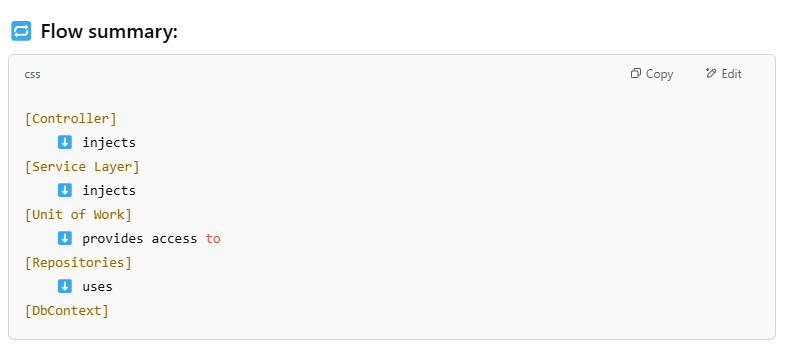 🔁 Flow summary:
css
Copy
Edit
[Controller]
⬇️ injects
[Service Layer]
⬇️ injects
[Unit of Work]
⬇️ provides access to
[Repositories]
⬇️ uses
[DbContext]